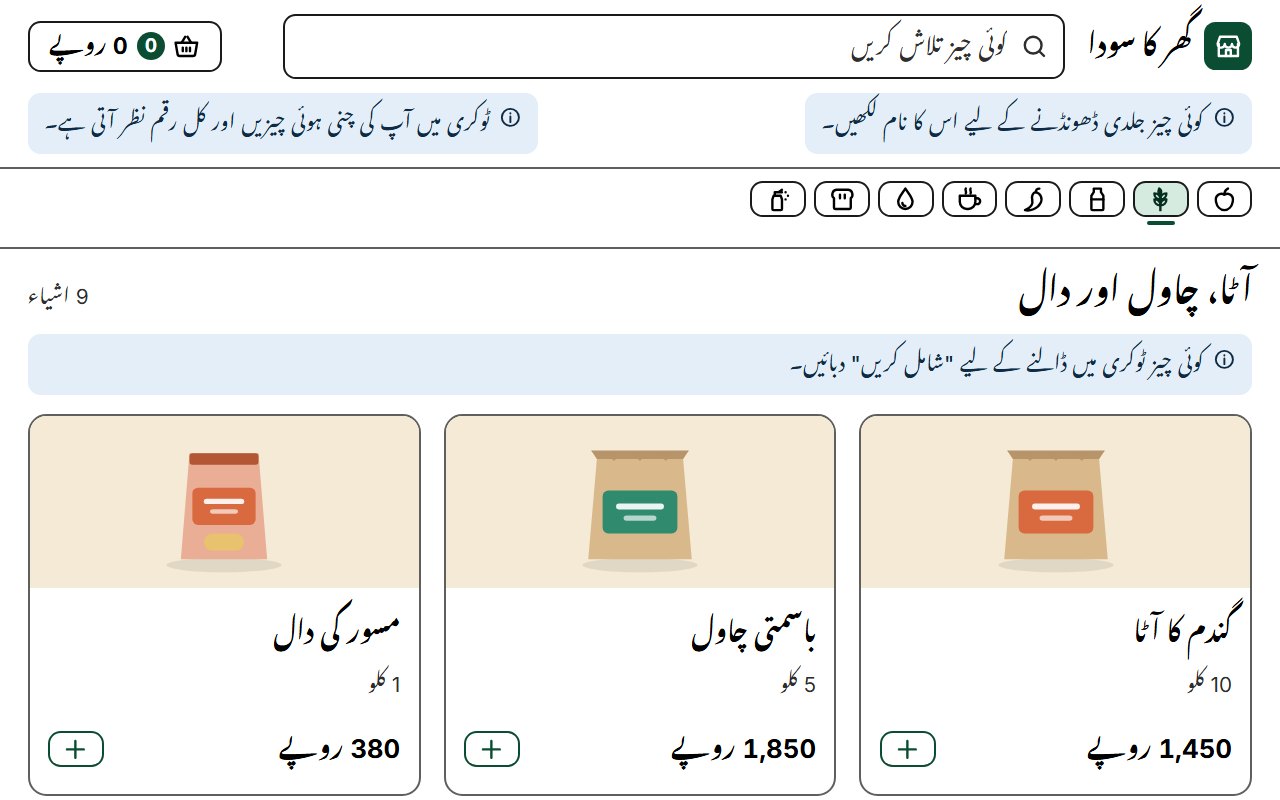 گھر کا سودا
کوئی چیز تلاش کریں
0 0 روپے
کوئی چیز جلدی ڈھونڈنے کے لیے اس کا نام لکھیں۔
ٹوکری میں آپ کی چنی ہوئی چیزیں اور کل رقم نظر آتی ہے۔
آٹا، چاول اور دال
9 اشیاء
کوئی چیز ٹوکری میں ڈالنے کے لیے "شامل کریں" دبائیں۔
گندم کا آٹا
10 کلو
1,450 روپے
باسمتی چاول
5 کلو
1,850 روپے
مسور کی دال
1 کلو
380 روپے